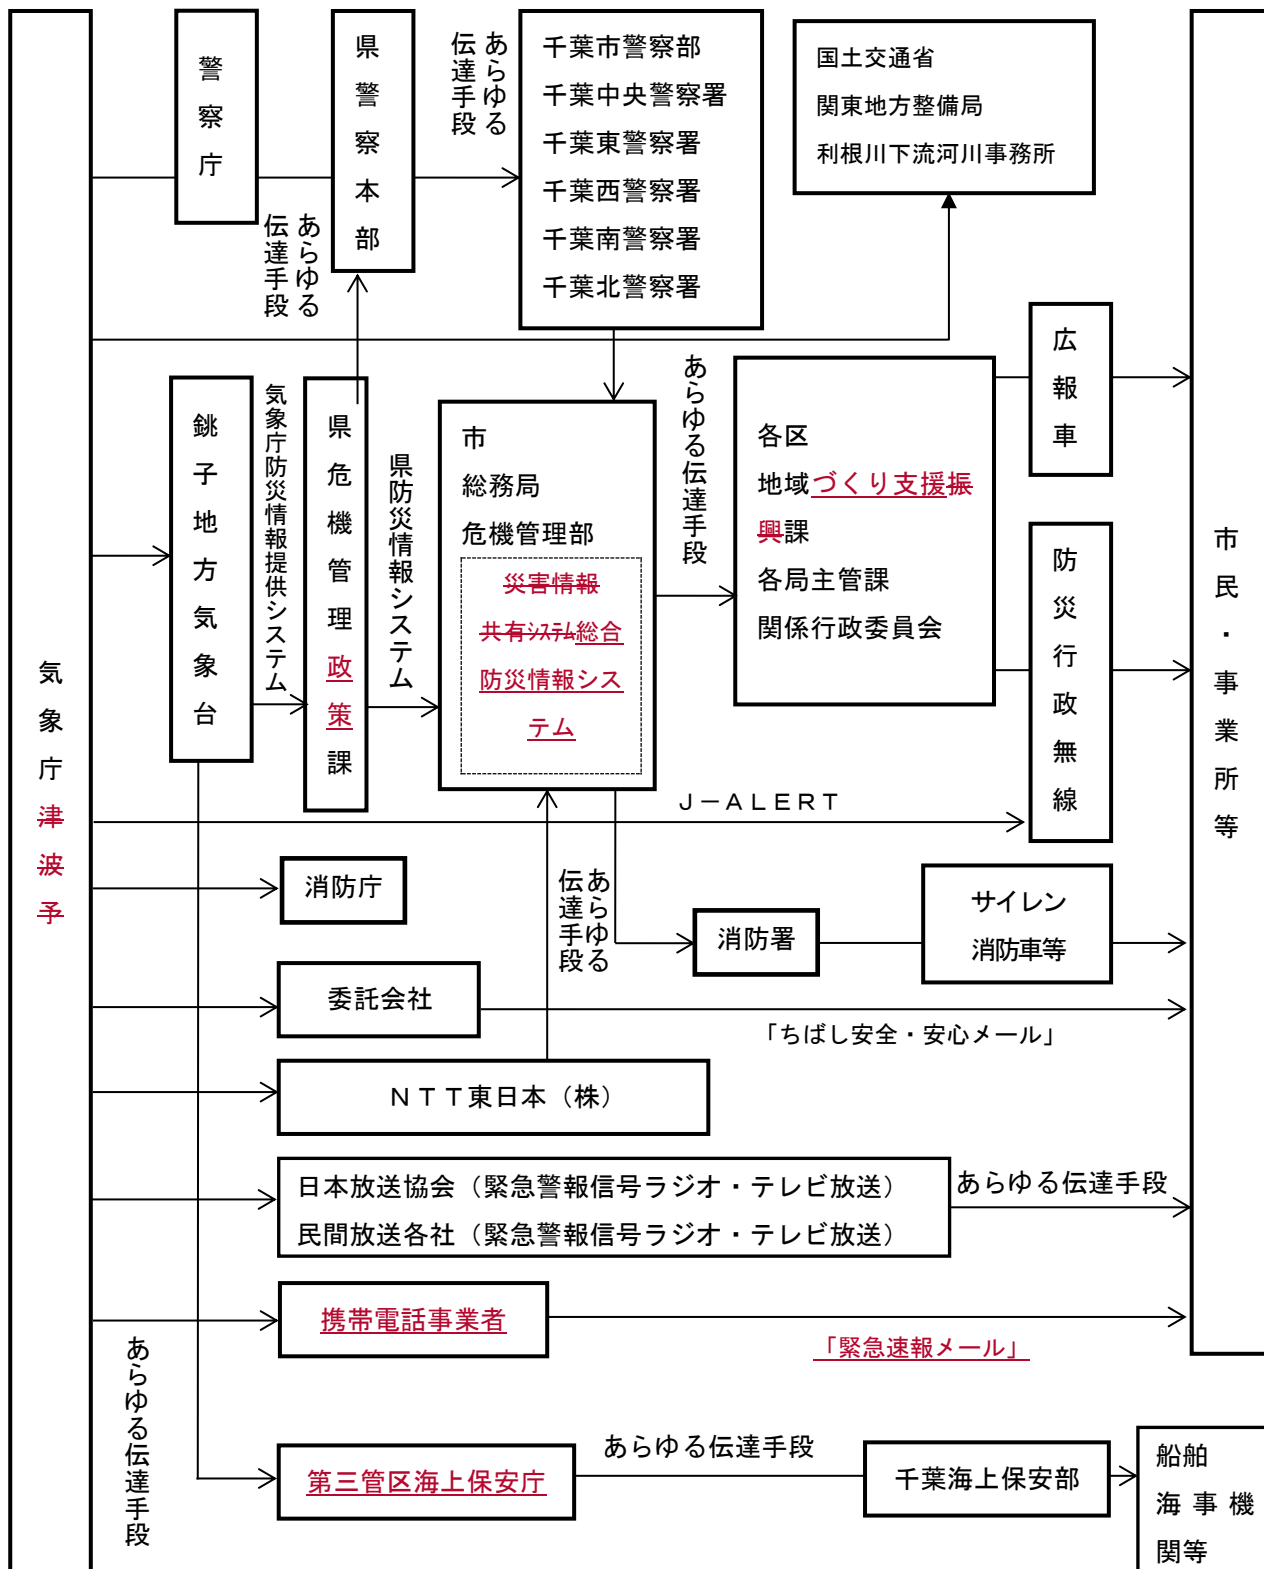 警察庁
県警察本部
あらゆる
伝達手段
千葉市警察部
千葉中央警察署
千葉東警察署
千葉西警察署
千葉南警察署
千葉北警察署
国土交通省
関東地方整備局
利根川下流河川事務所
あらゆる
伝達手段
気象庁津波予
銚子地方気象台
気象庁防災情報提供システム
県危機管理政策課
県防災情報システム
市
総務局
危機管理部
災害情報
共有システム総合
防災情報シス
テム
あらゆる伝達手段
各区
地域づくり支援振
興課
各局主管課
関係行政委員会
広報車
防災行政無線
市民・事業所等
J－ALERT
消防庁
あらゆる
伝達手段
消防署
サイレン
消防車等
委託会社
「ちばし安全・安心メール」
NTT東日本（株）
日本放送協会（緊急警報信号ラジオ・テレビ放送）
民間放送各社（緊急警報信号ラジオ・テレビ放送）
あらゆる伝達手段
携帯電話事業者
「緊急速報メール」
あらゆる伝達手段
第三管区海上保安庁
あらゆる伝達手段
千葉海上保安部
船舶
海事機
関等